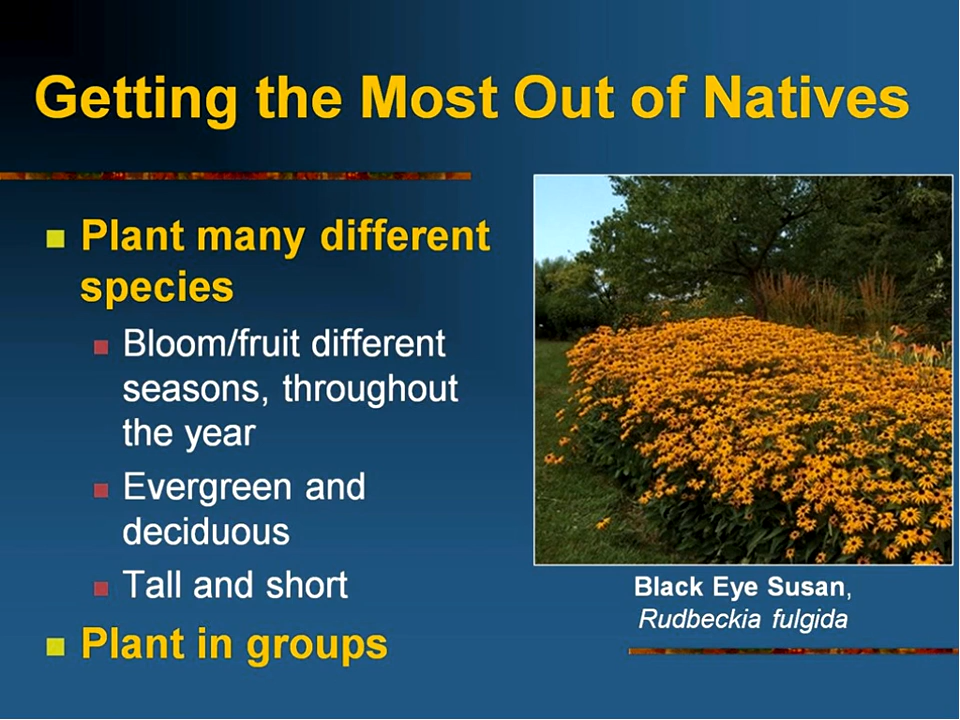 Getting the Most Out of Natives
Plant many different
species
Bloom/fruit different
seasons, throughout
the year
Evergreen and
deciduous
Tall and short
Plant in groups
Black Eye Susan,
Rudbeckia fulgida